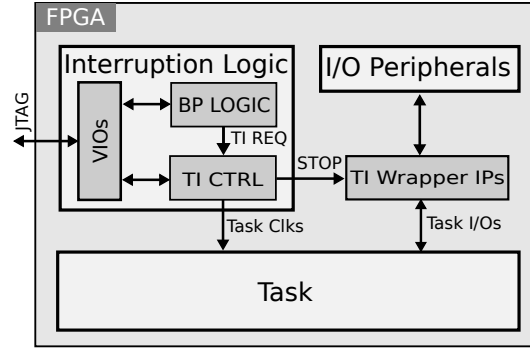 FPGA
Interruption Logic
I/O Peripherals
JTAG
VIOs
BP LOGIC
TI REQ
STOP
TI CTRL
TI Wrapper IPs
Task Clks
Task I/Os
Task